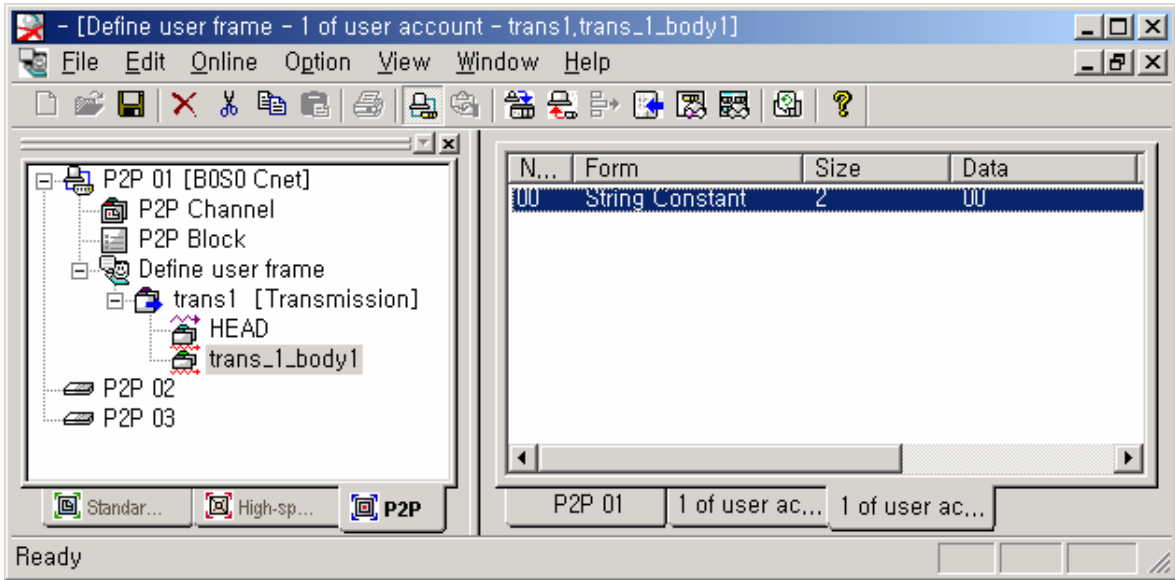 - [Define user frame - 1 of user account - trans1,trans_1_body1]
File Edit Online Option View Window Help
P2P 01 [B0S0 Cnet]
P2P Channel
P2P Block
Define user frame
trans1 [Transmission]
HEAD
trans_1_body1
P2P 02
P2P 03
Standar... High-sp... P2P
N... Form Size Data
00 String Constant 2 00
P2P 01 1 of user ac... 1 of user ac...
Ready